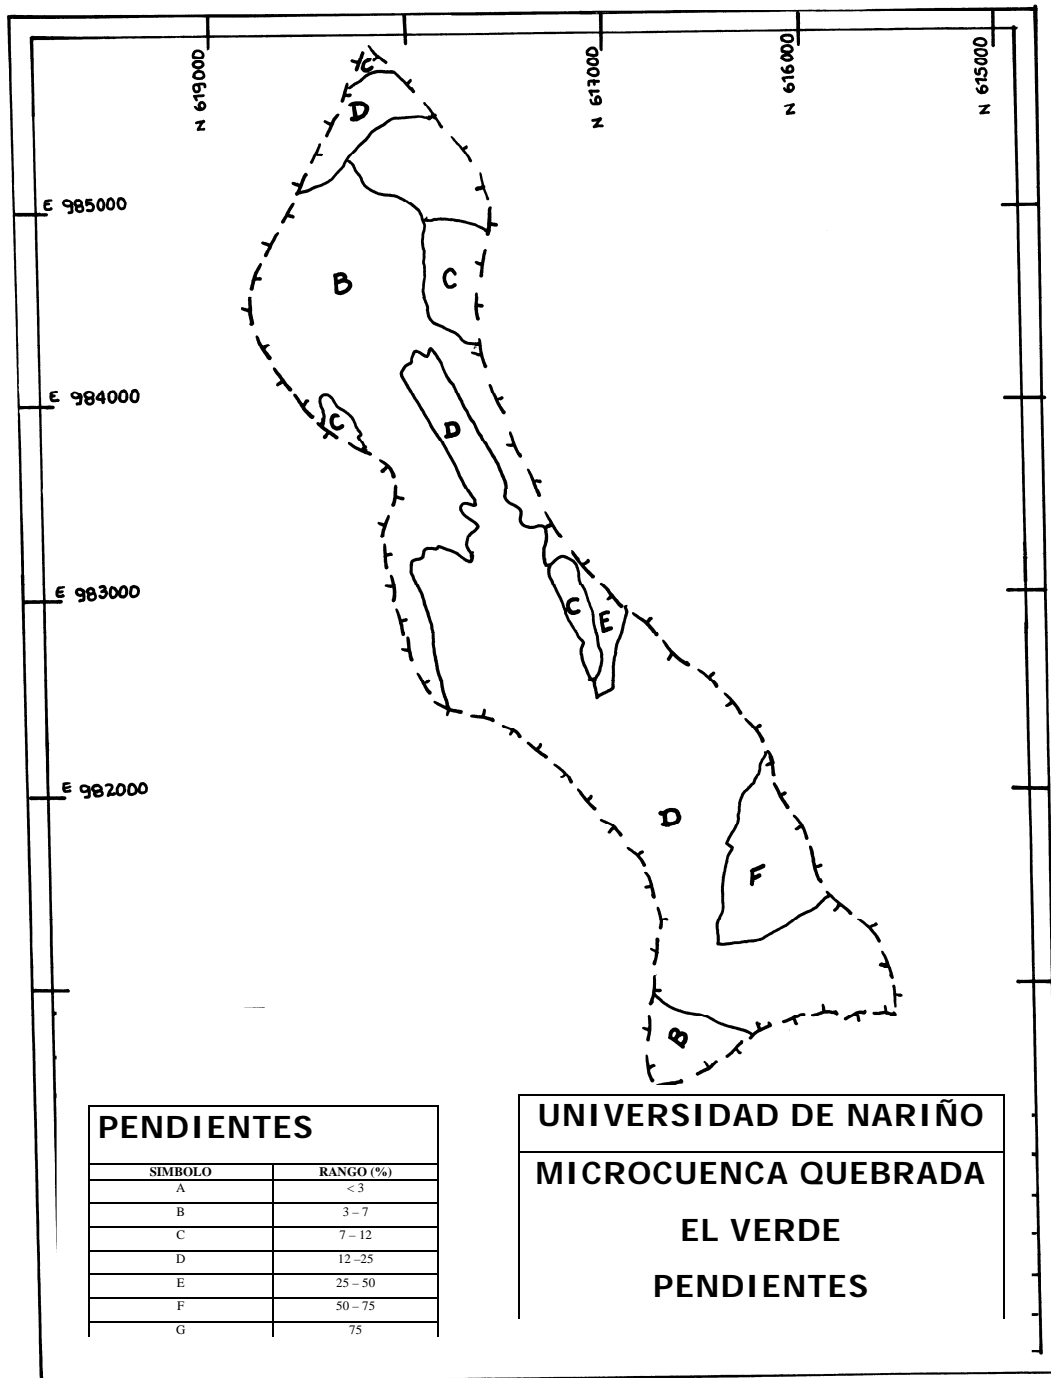 N 619000
N 617000
N 616000
N 615000
C
D
E 985000
B
C
E 984000
C
D
E 983000
C
E
E 982000
D
F
B
PENDIENTES
SIMBOLO RANGO (%)
A < 3
B 3 – 7
C 7 – 12
D 12 –25
E 25 – 50
F 50 – 75
G 75
UNIVERSIDAD DE NARIÑO
MICROCUENCA QUEBRADA
EL VERDE
PENDIENTES